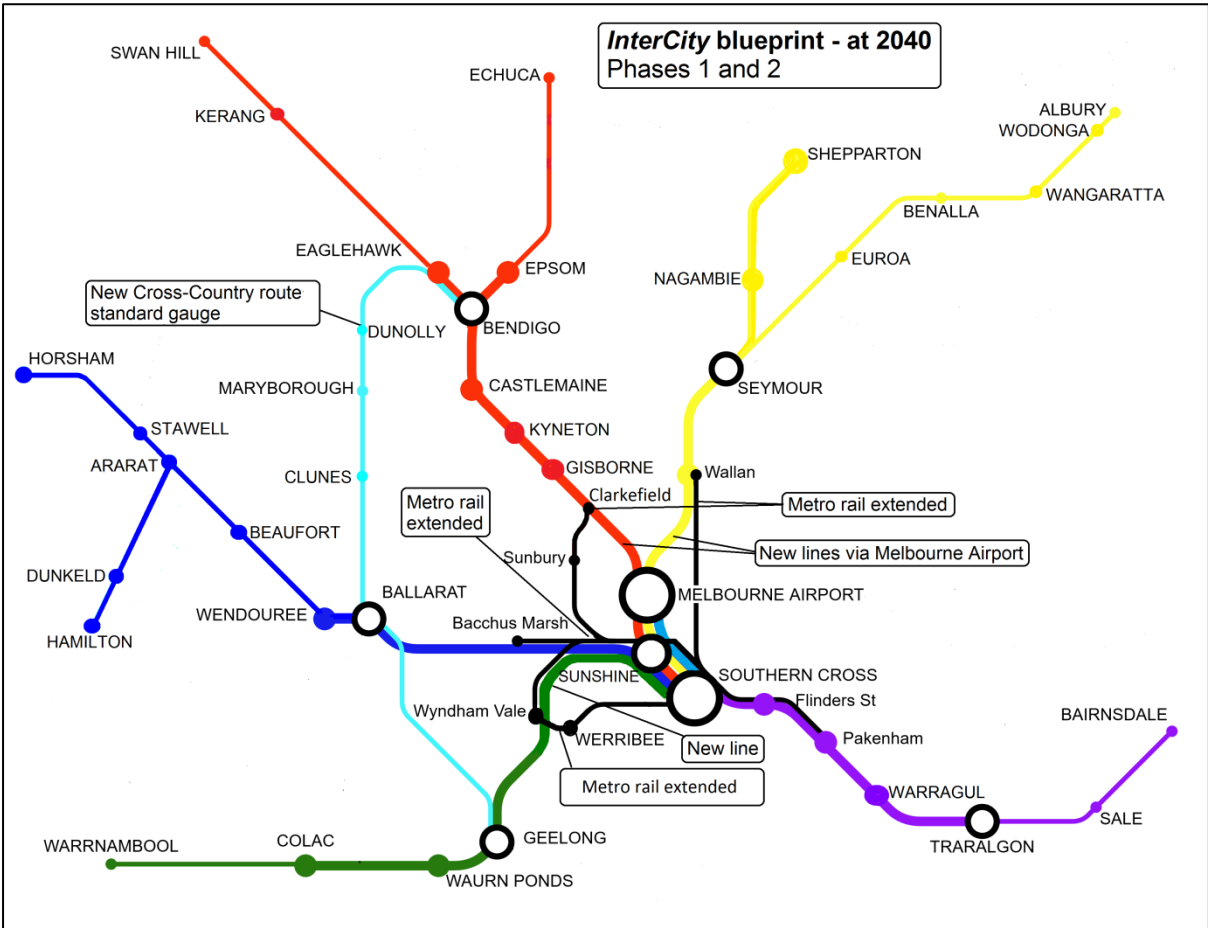 InterCity blueprint - at 2040
Phases 1 and 2
SWAN HILL
ECHUCA
KERANG
ALBURY
WODONGA
SHEPPARTON
WANGARATTA
BENALLA
EAGLEHAWK
EPSOM
EUROA
NAGAMBIE
New Cross-Country route
standard gauge
DUNOLLY
BENDIGO
HORSHAM
MARYBOROUGH
CASTLEMAINE
SEYMOUR
STAWELL
KYNETON
ARARAT
GISBORNE
CLUNES
Wallan
Clarkefield
Metro rail
extended
Metro rail extended
BEAUFORT
Sunbury
New lines via Melbourne Airport
DUNKELD
BALLARAT
MELBOURNE AIRPORT
WENDOUREE
Bacchus Marsh
HAMILTON
SUNSHINE
SOUTHERN CROSS
Flinders St
Wyndham Vale
BAIRNSDALE
WERRIBEE
New line
Pakenham
Metro rail extended
WARRAGUL
SALE
WARRNAMBOOL
COLAC
GEELONG
TRARALGON
WAURN PONDS